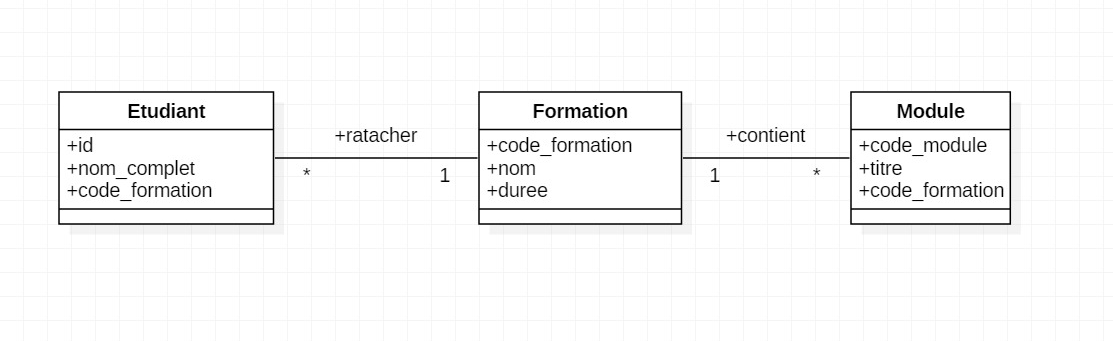 Etudiant
+id
+nom_complet
+code_formation
+ratacher
*
1
Formation
+code_formation
+nom
+duree
+contient
1
*
Module
+code_module
+titre
+code_formation